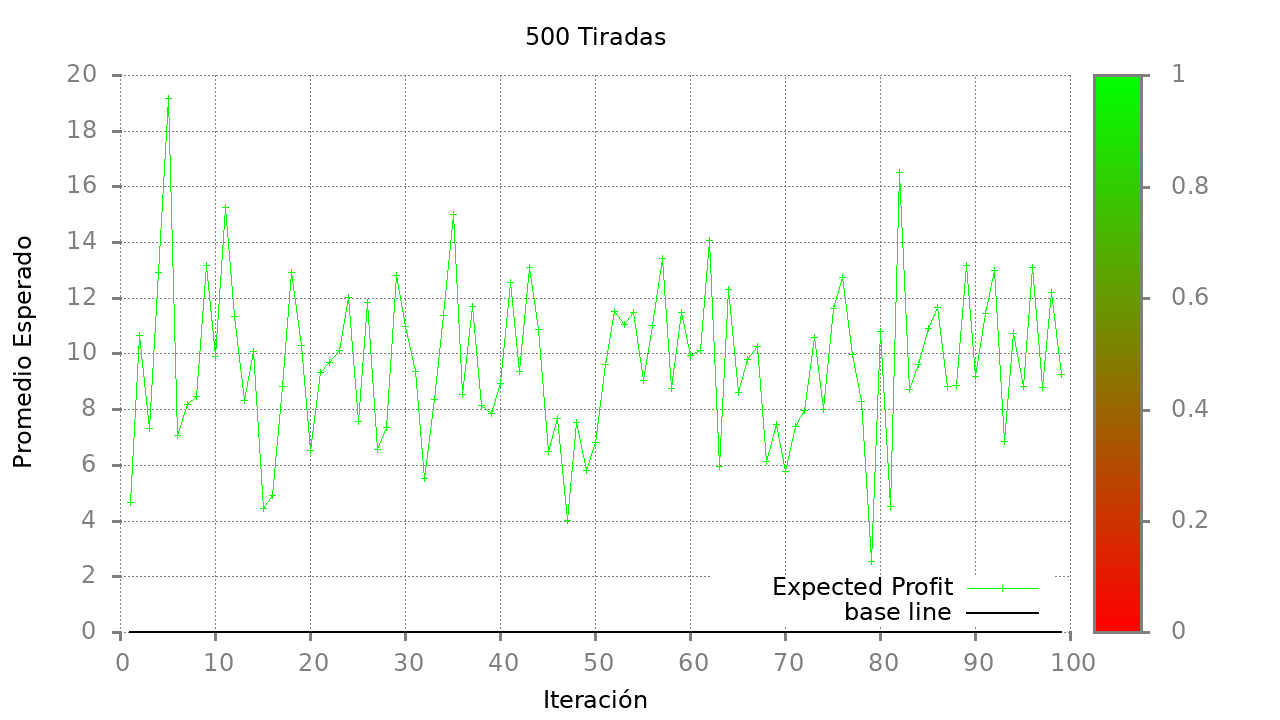 500 Tiradas
Promedio Esperado
20
18
16
14
12
10
8
6
4
2
0
0 10 20 30 40 50 60 70 80 90 100
Iteración
Expected Profit
base line
1
0.8
0.6
0.4
0.2
0